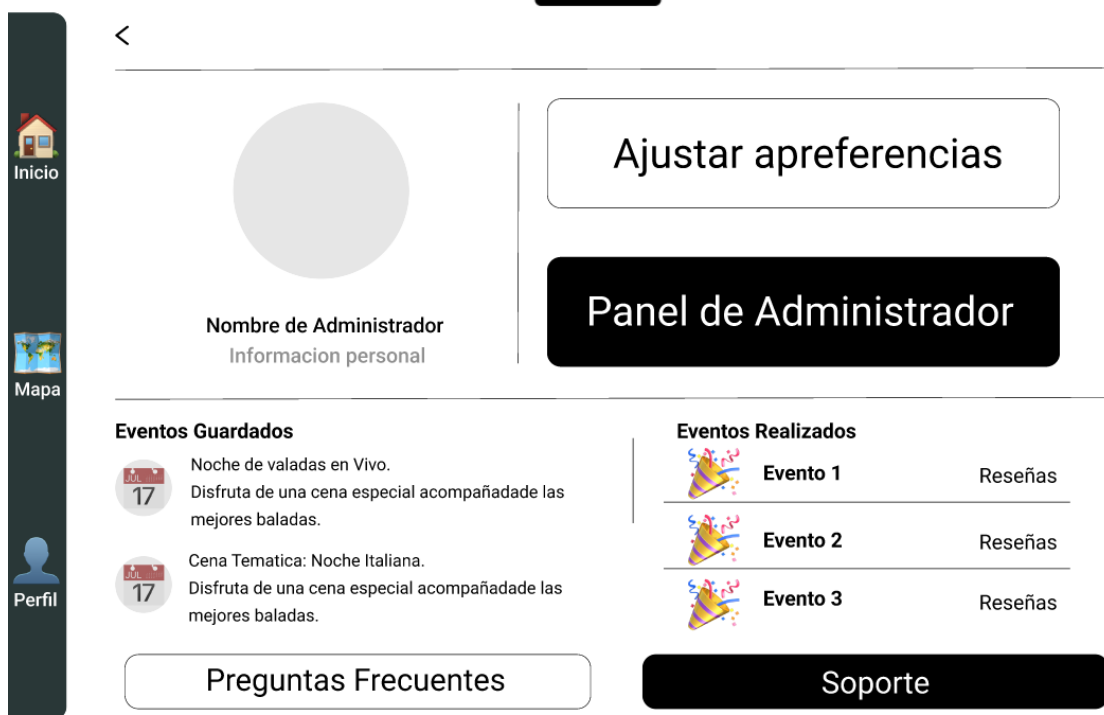 Inicio
Mapa
Perfil
Ajustar apreferencias
Panel de Administrador
Nombre de Administrador
Informacion personal
Eventos Guardados
JUL
17
Noche de valadas en Vivo.
Disfruta de una cena especial acompañadade las
mejores baladas.
JUL
17
Cena Tematica: Noche Italiana.
Disfruta de una cena especial acompañadade las
mejores baladas.
Eventos Realizados
Evento 1 Reseñas
Evento 2 Reseñas
Evento 3 Reseñas
Preguntas Frecuentes
Soporte